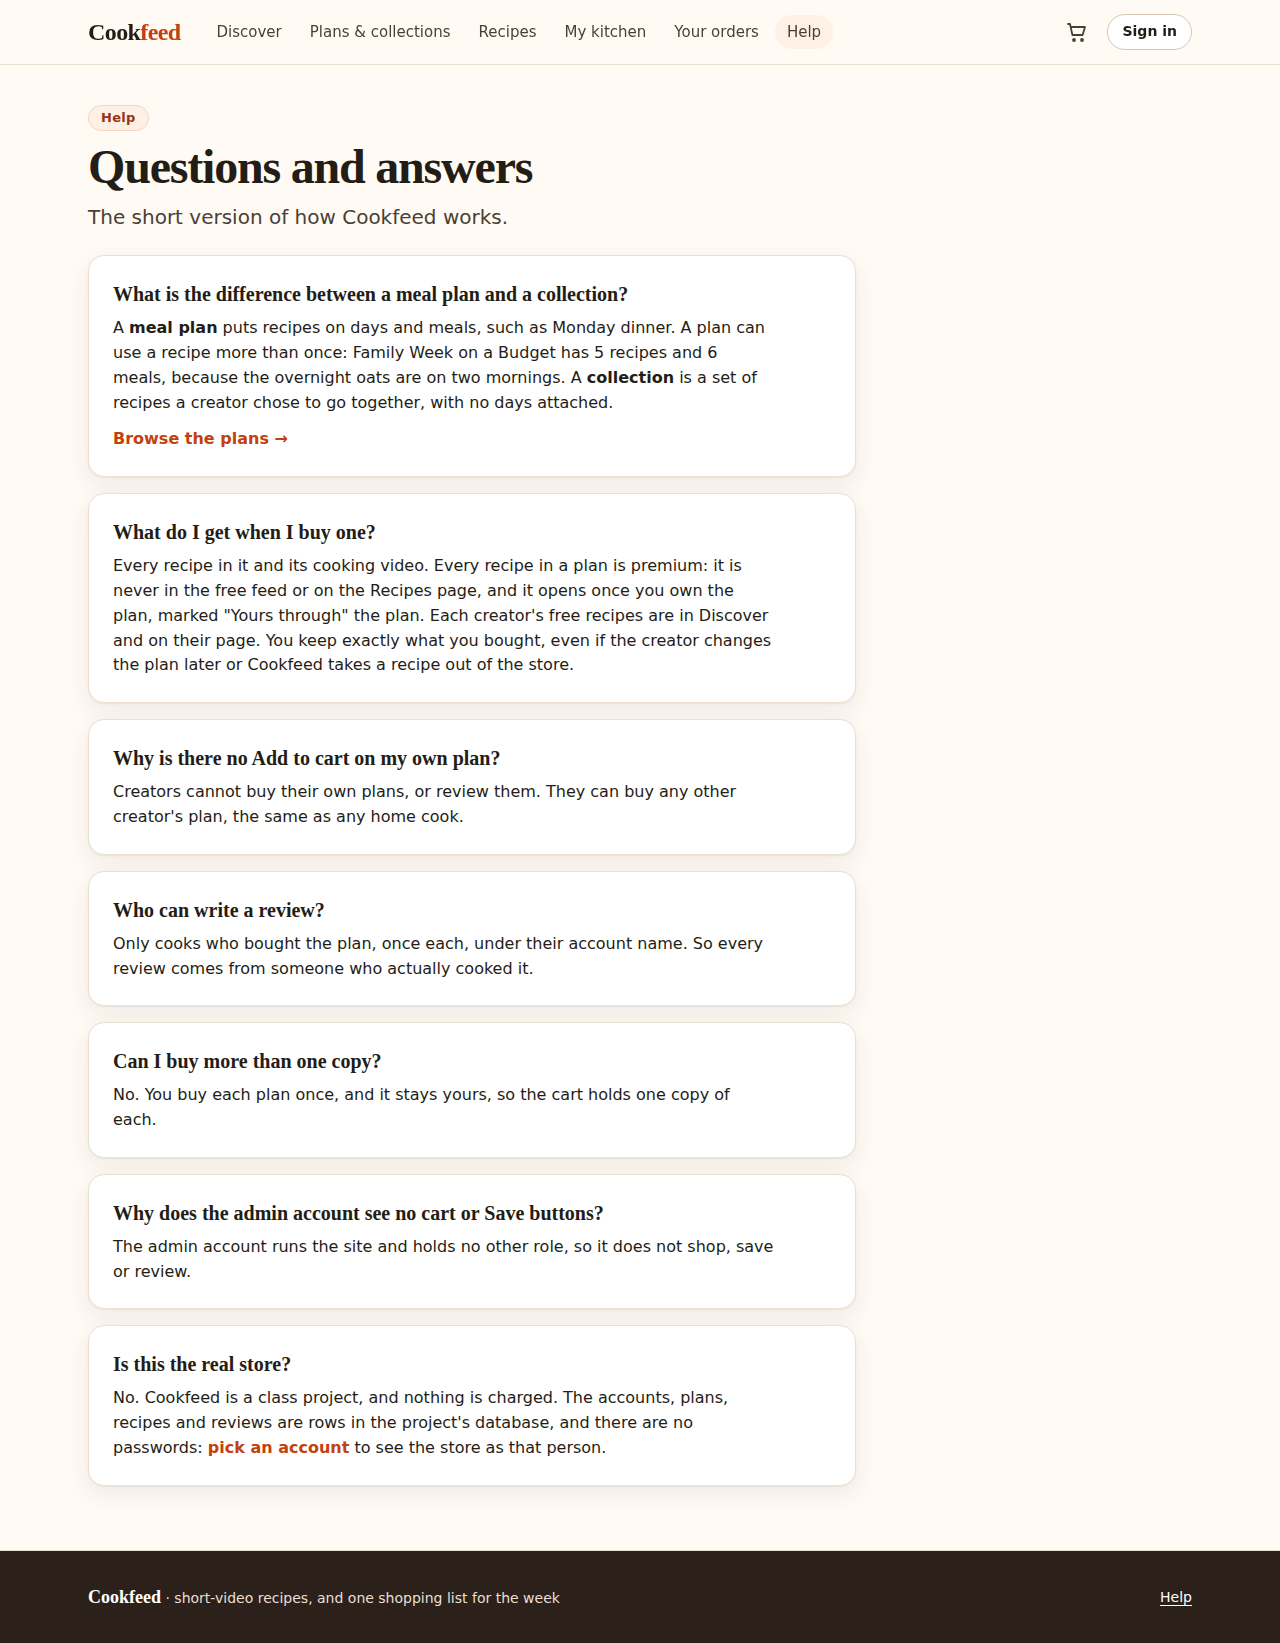 Cookfeed
Discover
Plans & collections
Recipes
My kitchen
Your orders
Help
Sign in
Help
Questions and answers
The short version of how Cookfeed works.
What is the difference between a meal plan and a collection?
A meal plan puts recipes on days and meals, such as Monday dinner. A plan can
use a recipe more than once: Family Week on a Budget has 5 recipes and 6
meals, because the overnight oats are on two mornings. A collection is a set of
recipes a creator chose to go together, with no days attached.
Browse the plans →
What do I get when I buy one?
Every recipe in it and its cooking video. Every recipe in a plan is premium: it is
never in the free feed or on the Recipes page, and it opens once you own the
plan, marked "Yours through" the plan. Each creator's free recipes are in Discover
and on their page. You keep exactly what you bought, even if the creator changes
the plan later or Cookfeed takes a recipe out of the store.
Why is there no Add to cart on my own plan?
Creators cannot buy their own plans, or review them. They can buy any other
creator's plan, the same as any home cook.
Who can write a review?
Only cooks who bought the plan, once each, under their account name. So every
review comes from someone who actually cooked it.
Can I buy more than one copy?
No. You buy each plan once, and it stays yours, so the cart holds one copy of
each.
Why does the admin account see no cart or Save buttons?
The admin account runs the site and holds no other role, so it does not shop, save
or review.
Is this the real store?
No. Cookfeed is a class project, and nothing is charged. The accounts, plans,
recipes and reviews are rows in the project's database, and there are no
passwords: pick an account to see the store as that person.
Cookfeed · short-video recipes, and one shopping list for the week
Help